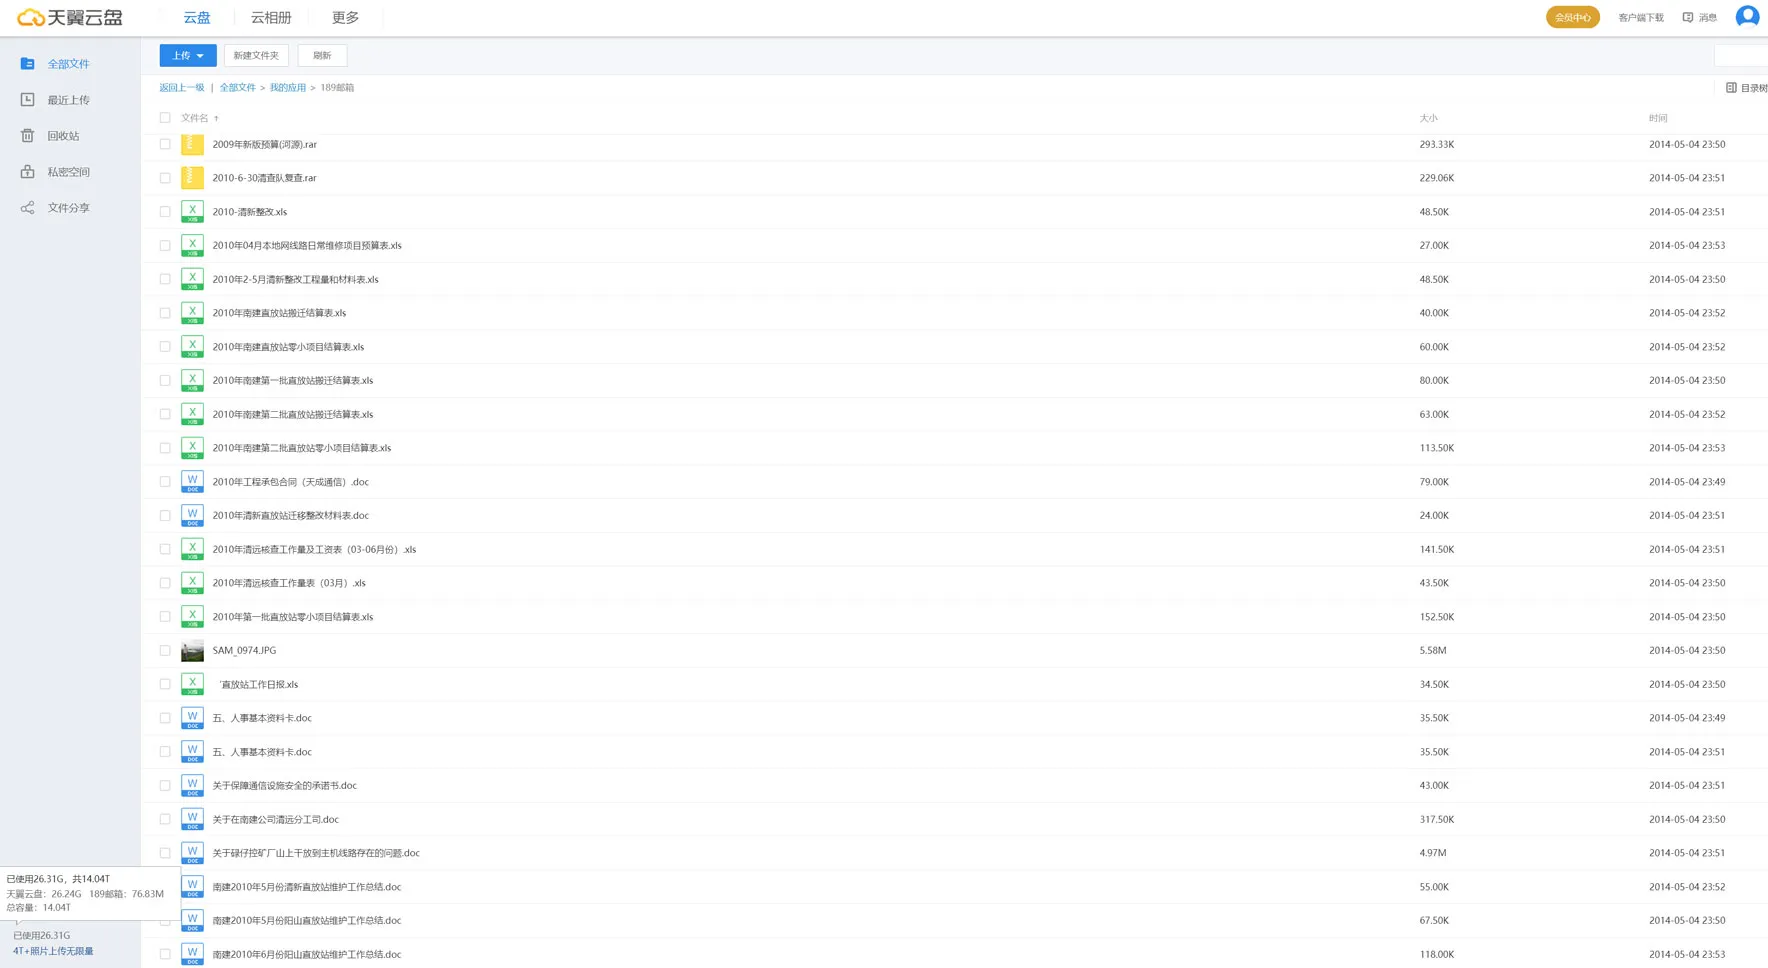 天翼云盘 云盘 云相册 更多 会员中心 客户端下载 消息
上传 新建文件夹 刷新
返回上一级 | 全部文件 > 我的应用 > 189邮箱 目录树
全部文件
最近上传
回收站
私密空间
文件分享
文件名 ↑ 大小 时间
2009年新版预算(河源).rar 293.33K 2014-05-04 23:50
2010-6-30清查队复查.rar 229.06K 2014-05-04 23:51
2010-清新整改.xls 48.50K 2014-05-04 23:51
2010年04月本地网线路日常维修项目预算表.xls 27.00K 2014-05-04 23:53
2010年2-5月清新整改工程量和材料表.xls 48.50K 2014-05-04 23:50
2010年南建直放站搬迁结算表.xls 40.00K 2014-05-04 23:52
2010年南建直放站零小项目结算表.xls 60.00K 2014-05-04 23:52
2010年南建第一批直放站搬迁结算表.xls 80.00K 2014-05-04 23:50
2010年南建第二批直放站搬迁结算表.xls 63.00K 2014-05-04 23:52
2010年南建第二批直放站零小项目结算表.xls 113.50K 2014-05-04 23:53
2010年工程承包合同（天成通信）.doc 79.00K 2014-05-04 23:49
2010年清新直放站迁移整改材料表.doc 24.00K 2014-05-04 23:51
2010年清远核查工作量及工资表（03-06月份）.xls 141.50K 2014-05-04 23:51
2010年清远核查工作量表（03月）.xls 43.50K 2014-05-04 23:50
2010年第一批直放站零小项目结算表.xls 152.50K 2014-05-04 23:50
SAM_0974.JPG 5.58M 2014-05-04 23:50
'直放站工作日报.xls 34.50K 2014-05-04 23:50
五、人事基本资料卡.doc 35.50K 2014-05-04 23:49
五、人事基本资料卡.doc 35.50K 2014-05-04 23:51
关于保障通信设施安全的承诺书.doc 43.00K 2014-05-04 23:51
关于在南建公司清远分工司.doc 317.50K 2014-05-04 23:50
关于碌仔控矿厂山上干放到主机线路存在的问题.doc 4.97M 2014-05-04 23:51
南建2010年5月份清新直放站维护工作总结.doc 55.00K 2014-05-04 23:52
南建2010年5月份阳山直放站维护工作总结.doc 67.50K 2014-05-04 23:50
南建2010年6月份阳山直放站维护工作总结.doc 118.00K 2014-05-04 23:53
已使用26.31G，共14.04T
天翼云盘：26.24G 189邮箱：76.83M
总容量：14.04T
已使用26.31G
4T+照片上传无限量